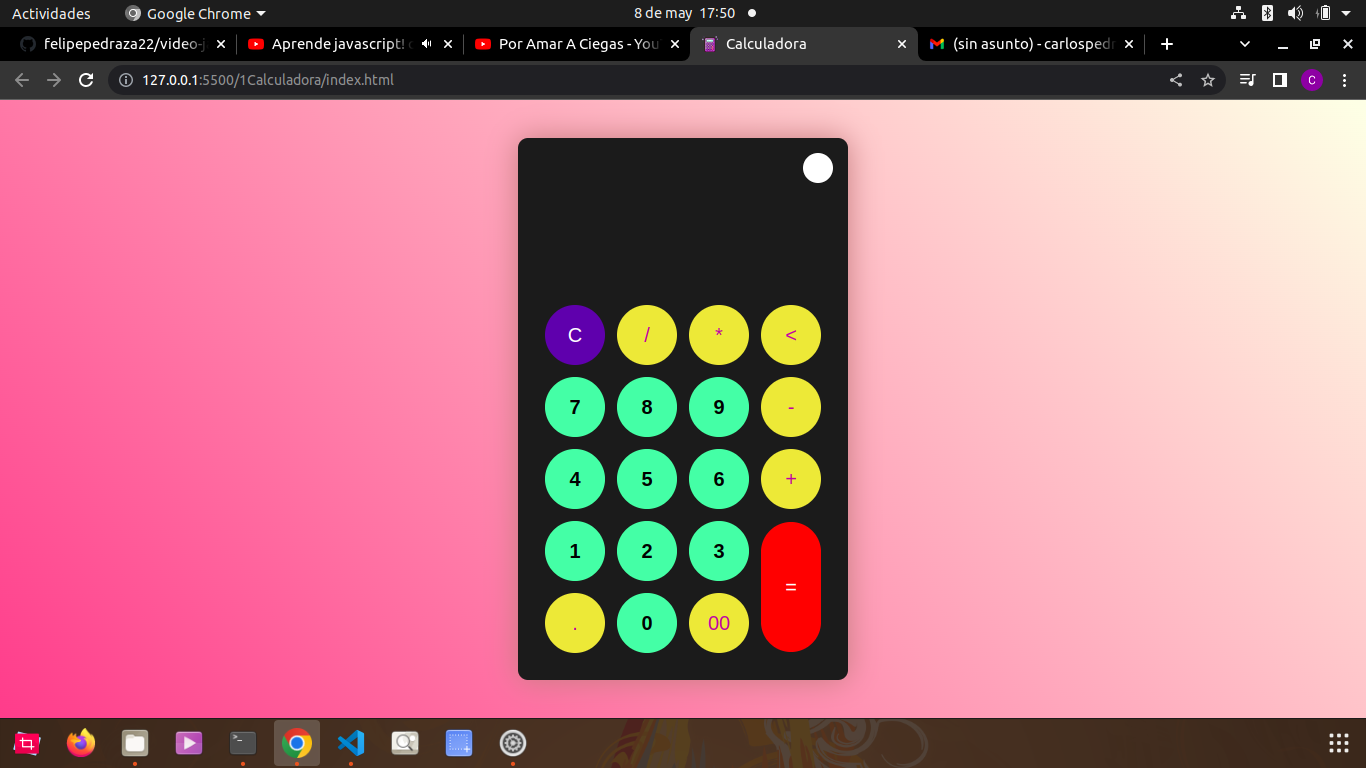 Actividades Google Chrome 8 de may 17:50
felipepedraza22/video-j Aprende javascript! c Por Amar A Ciegas - You Calculadora (sin asunto) - carlospedr
127.0.0.1:5500/1Calculadora/index.html C
C / * <
7 8 9 -
4 5 6 +
1 2 3
=
. 0 00